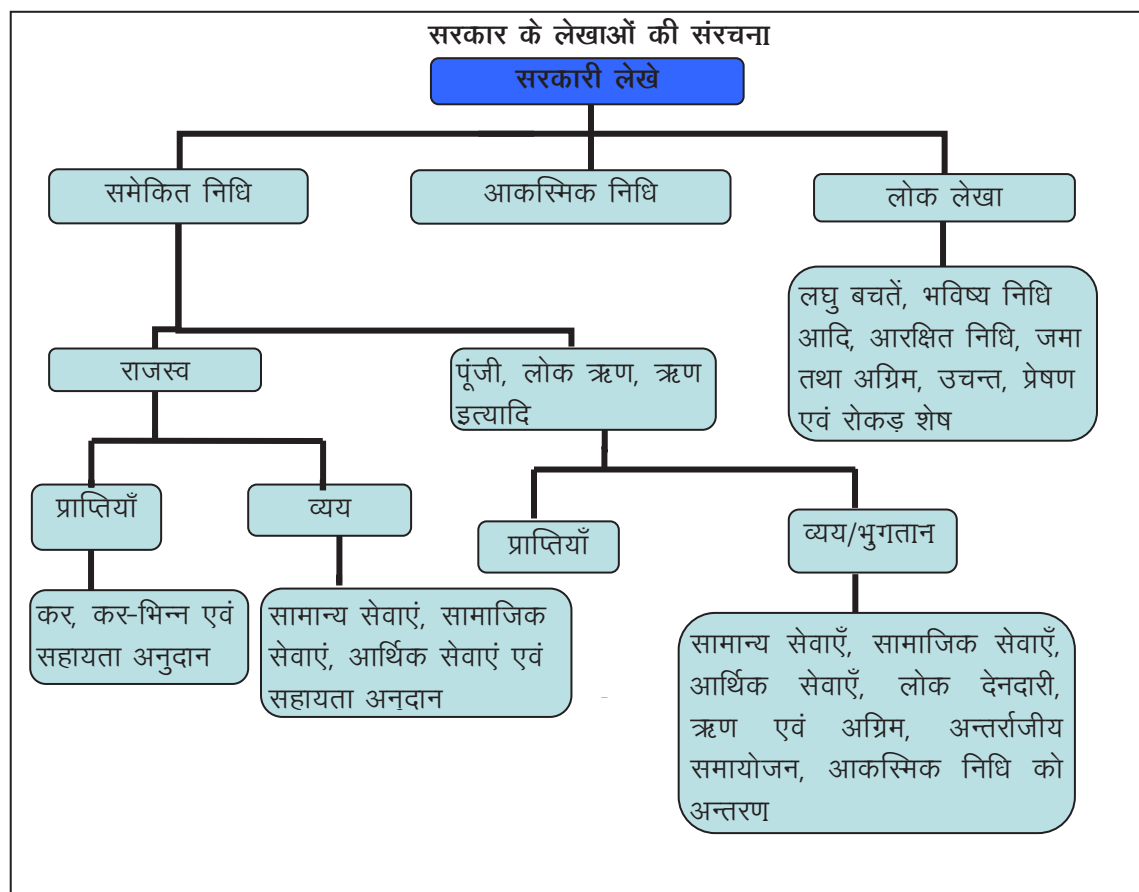 सरकार के लेखाओं की संरचना
सरकारी लेखे
समेकित निधि
आकस्मिक निधि
लोक लेखा
लघु बचतें, भविष्य निधि
आदि, आरक्षित निधि, जमा
तथा अग्रिम, उचन्त, प्रेषण
एवं रोकड़ शेष
राजस्व
पूंजी, लोक ऋण, ऋण
इत्यादि
प्राप्तियाँ
व्यय
प्राप्तियाँ
व्यय/भुगतान
कर, कर-भिन्न एवं
सहायता अनुदान
सामान्य सेवाएं, सामाजिक
सेवाएं, आर्थिक सेवाएं एवं
सहायता अनुदान
सामान्य सेवाएँ, सामाजिक सेवाएँ,
आर्थिक सेवाएँ, लोक देनदारी,
ऋण एवं अग्रिम, अन्तर्राजीय
समायोजन, आकस्मिक निधि को
अन्तरण